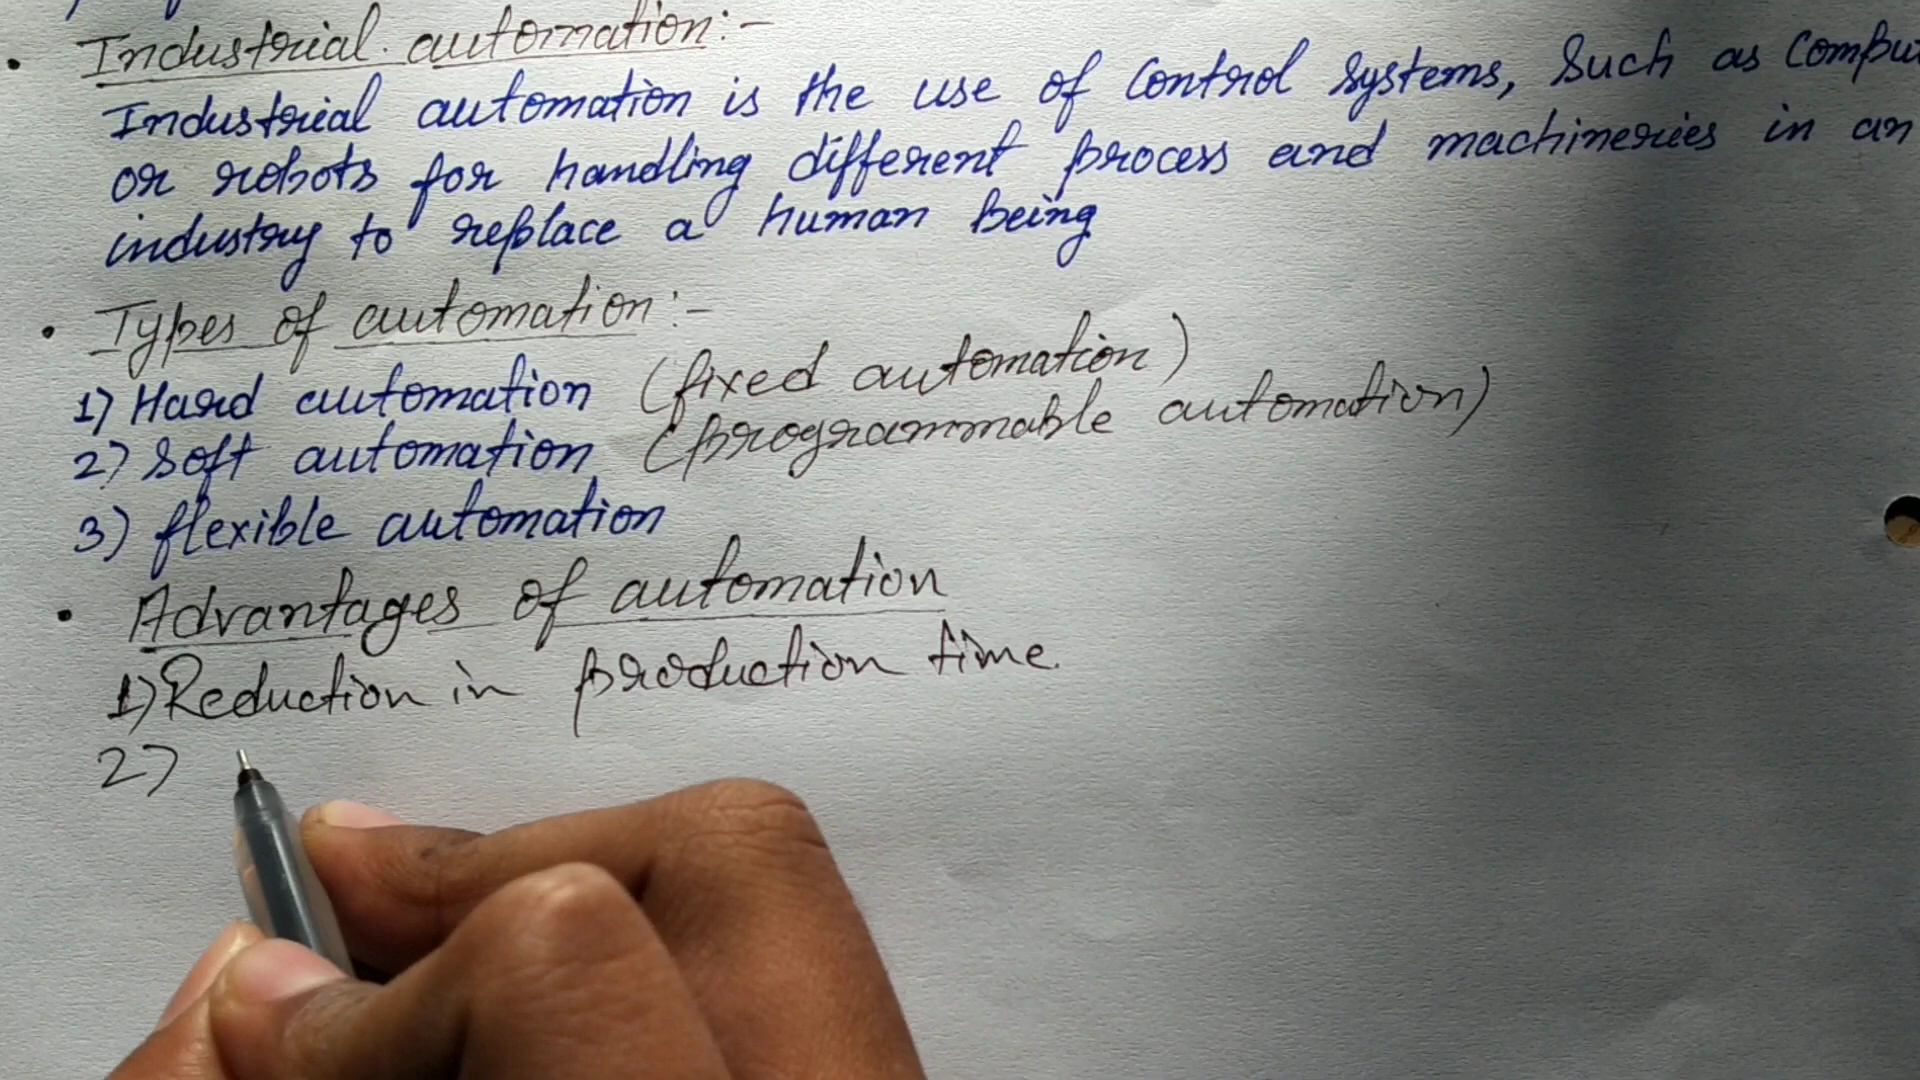 • Industrial automation:-
Industrial automation is the use of Control Systems, Such as
or robots for handling different process and machineries in an
industry to replace a human being
• Types of automation:-
1) Hard automation (fixed automation)
2) Soft automation (programmable automation)
3) flexible automation
• Advantages of automation
1) Reduction in production time.
2)